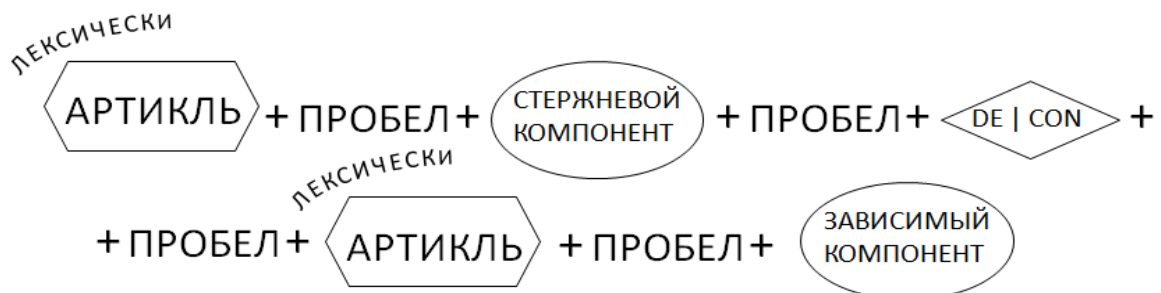 ЛЕКСИЧЕСКИ
АРТИКЛЬ + ПРОБЕЛ + СТЕРЖНЕВОЙ КОМПОНЕНТ + ПРОБЕЛ + DE | CON +
ЛЕКСИЧЕСКИ
+ ПРОБЕЛ + АРТИКЛЬ + ПРОБЕЛ + ЗАВИСИМЫЙ КОМПОНЕНТ